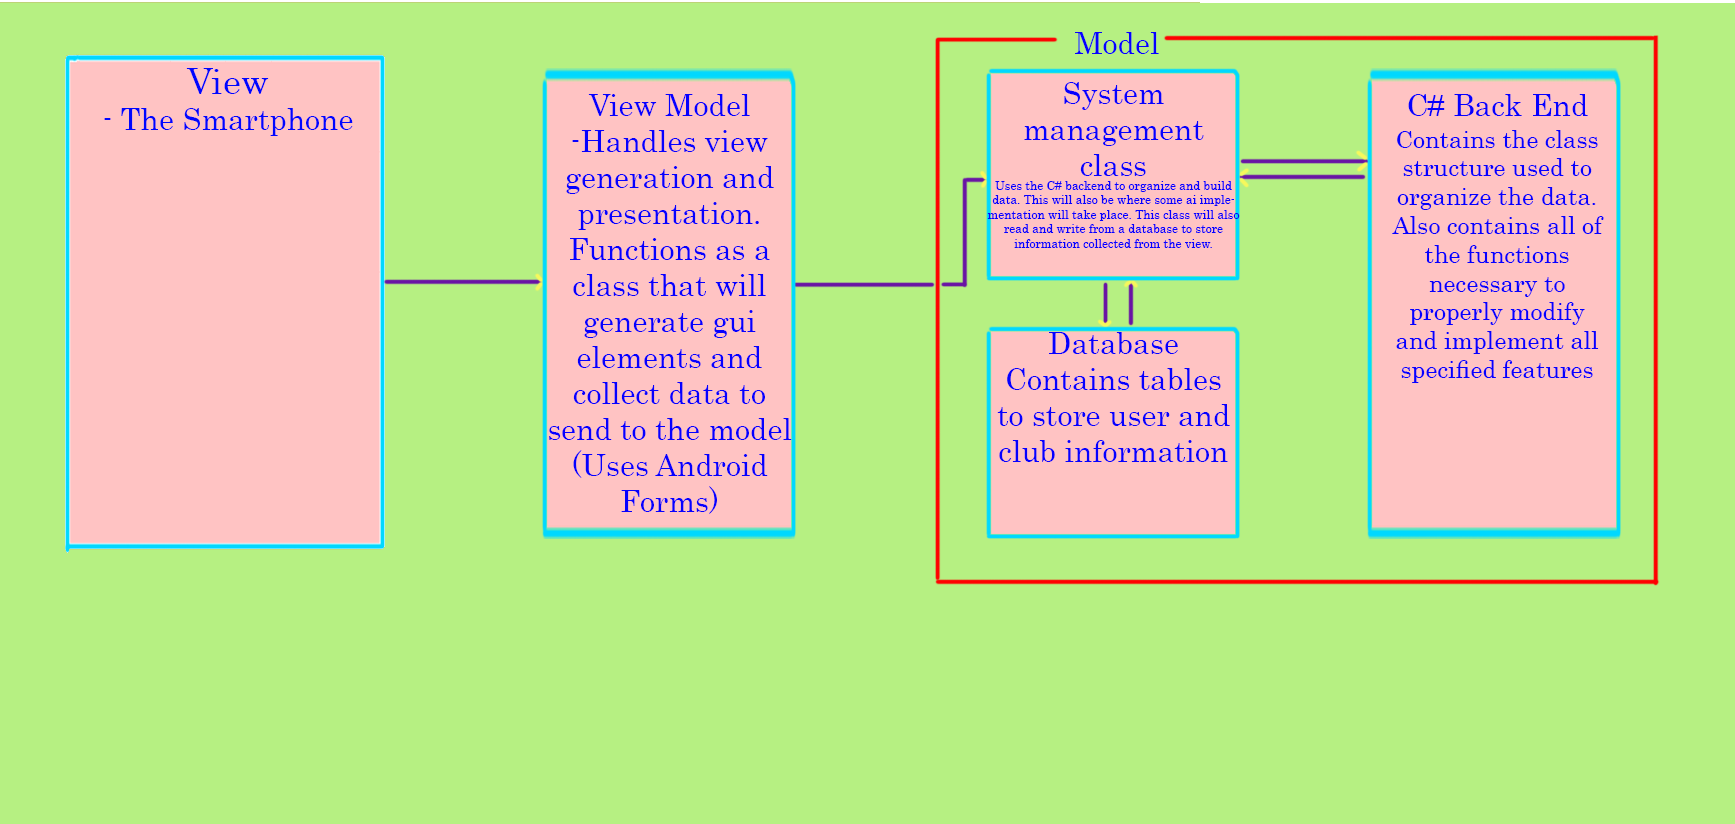 View
- The Smartphone
View Model
-Handles view
generation and
presentation.
Functions as a
class that will
generate gui
elements and
collect data to
send to the model
(Uses Android
Forms)
Model
System
management
class
Uses the C# backend to organize and build
data. This will also be where some ai imple-
mentation will take place. This class will also
read and write from a database to store
information collected from the view.
Database
Contains tables
to store user and
club information
C# Back End
Contains the class
structure used to
organize the data.
Also contains all of
the functions
necessary to
properly modify
and implement all
specified features